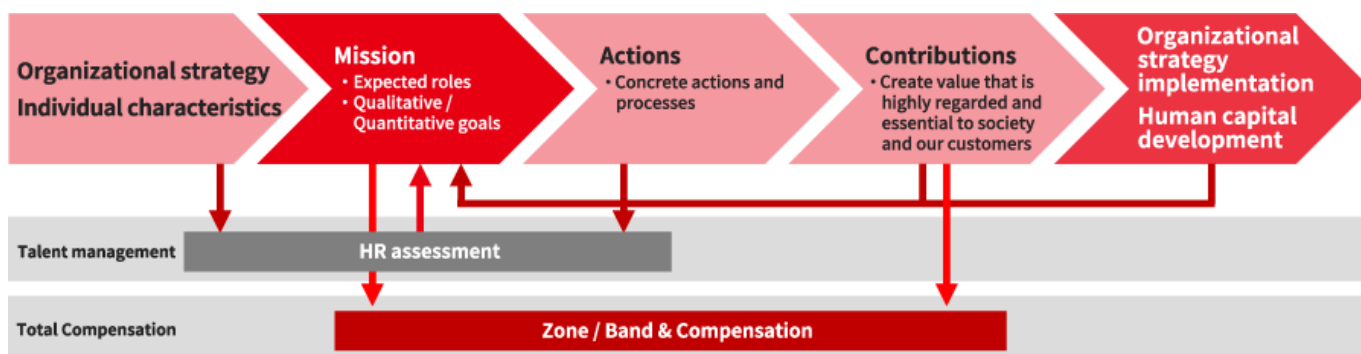 Organizational strategy
Individual characteristics
Mission
・Expected roles
・Qualitative /
Quantitative goals
Actions
・Concrete actions and
processes
Contributions
・Create value that is
highly regarded and
essential to society
and our customers
Organizational
strategy
implementation
Human capital
development
Talent management
HR assessment
Total Compensation
Zone / Band & Compensation